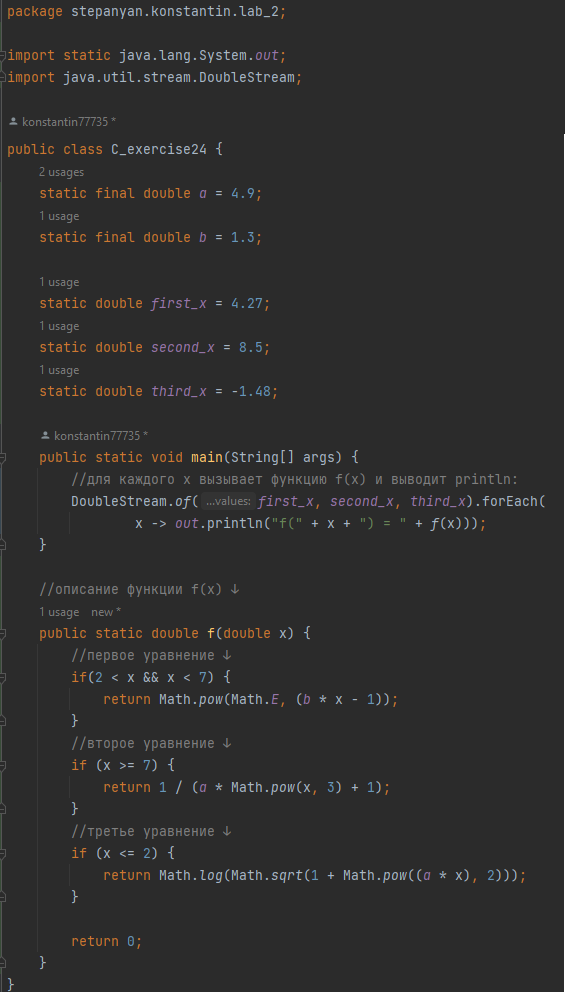 package stepanyan.konstantin.lab_2;
import static java.lang.System.out;
import java.util.stream.DoubleStream;
konstantin77735 *
public class C_exercise24 {
2 usages
static final double a = 4.9;
1 usage
static final double b = 1.3;
1 usage
static double first_x = 4.27;
1 usage
static double second_x = 8.5;
1 usage
static double third_x = -1.48;
konstantin77735 *
public static void main(String[] args) {
//для каждого x вызывает функцию f(x) и выводит println:
DoubleStream.of( ...values: first_x, second_x, third_x).forEach(
x -> out.println("f(" + x + ") = " + f(x)));
}
//описание функции f(x) ↓
1 usage new *
public static double f(double x) {
//первое уравнение ↓
if(2 < x && x < 7) {
return Math.pow(Math.E, (b * x - 1));
}
//второе уравнение ↓
if (x >= 7) {
return 1 / (a * Math.pow(x, 3) + 1);
}
//третье уравнение ↓
if (x <= 2) {
return Math.log(Math.sqrt(1 + Math.pow((a * x), 2)));
}
return 0;
}
}